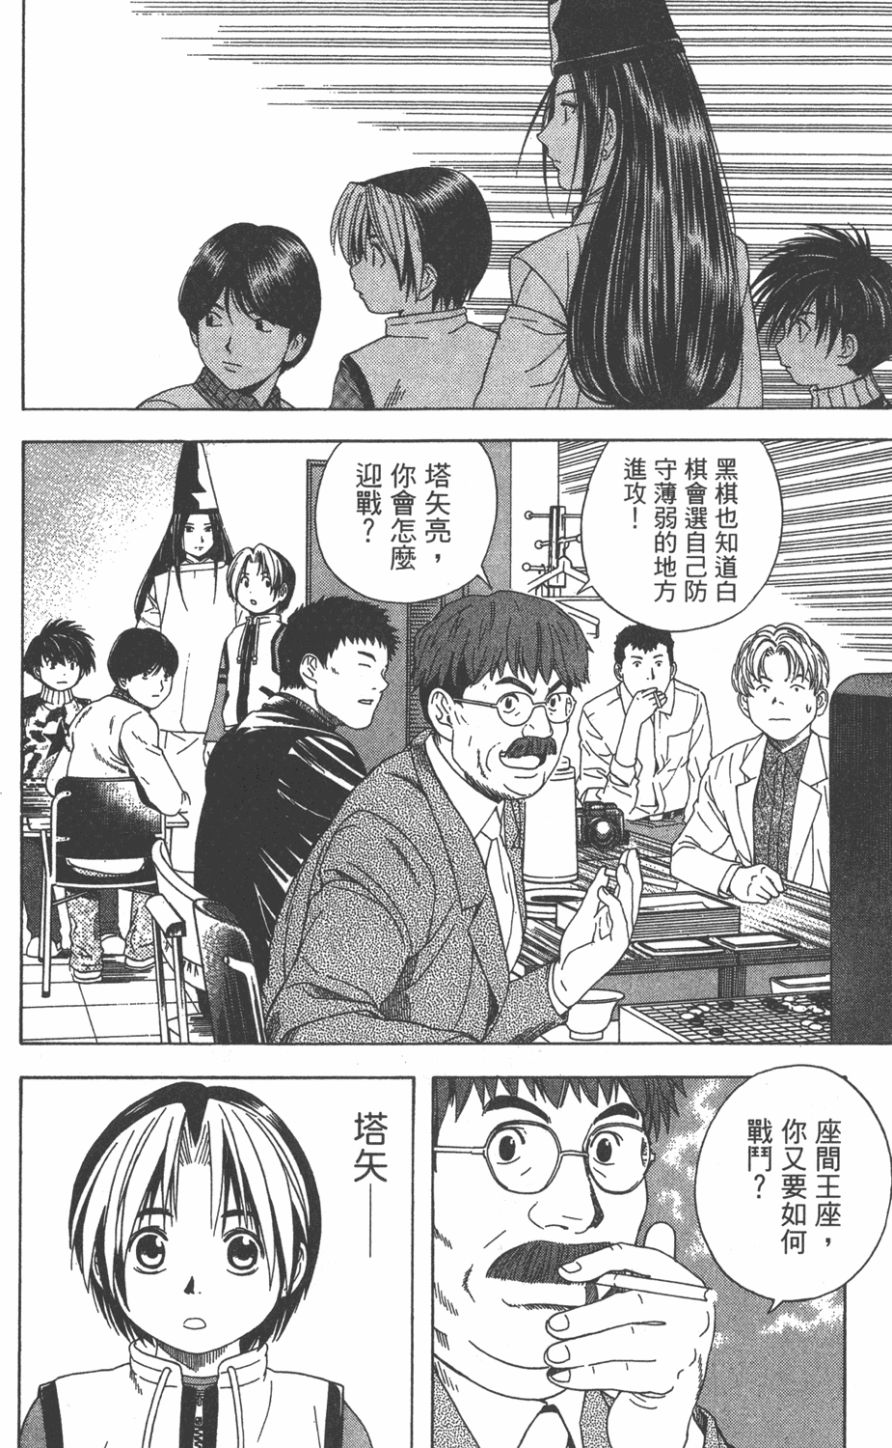 黑棋也知道白
棋會選自己防
守薄弱的地方
進攻！
塔矢亮，
你會怎麼
迎戰？
座間王座，
你又要如何
戰鬥？
塔矢——